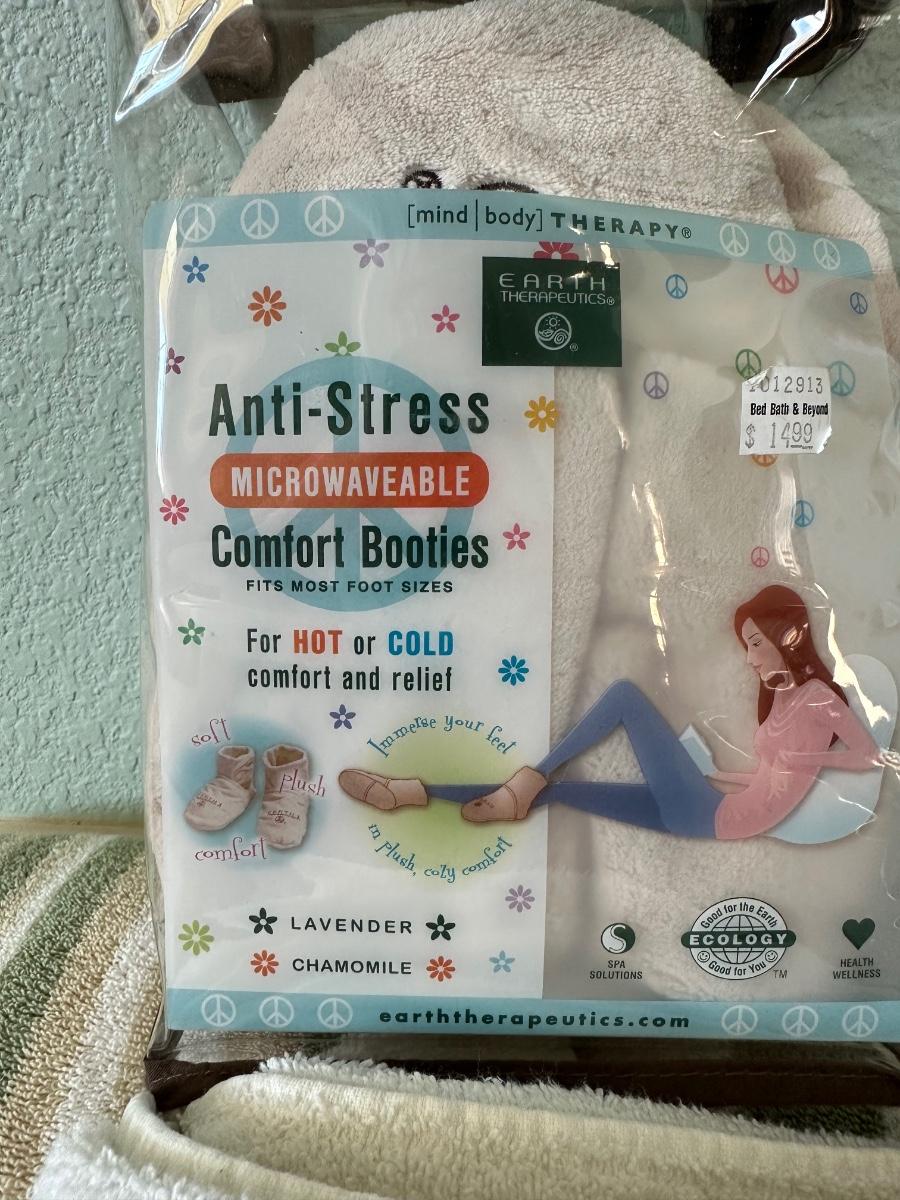 [mind|body] THERAPY®
EARTH
THERAPEUTICS®
®
Anti-Stress
MICROWAVEABLE
Comfort Booties
FITS MOST FOOT SIZES
For HOT or COLD
comfort and relief
012913
Bed Bath & Beyond
$ 14.99
soft
plush
comfort
Immerse your feet
in plush, cozy comfort
LAVENDER
CHAMOMILE
SPA
SOLUTIONS
Good for the Earth
ECOLOGY
Good for You
TM
HEALTH
WELLNESS
earththerapeutics.com